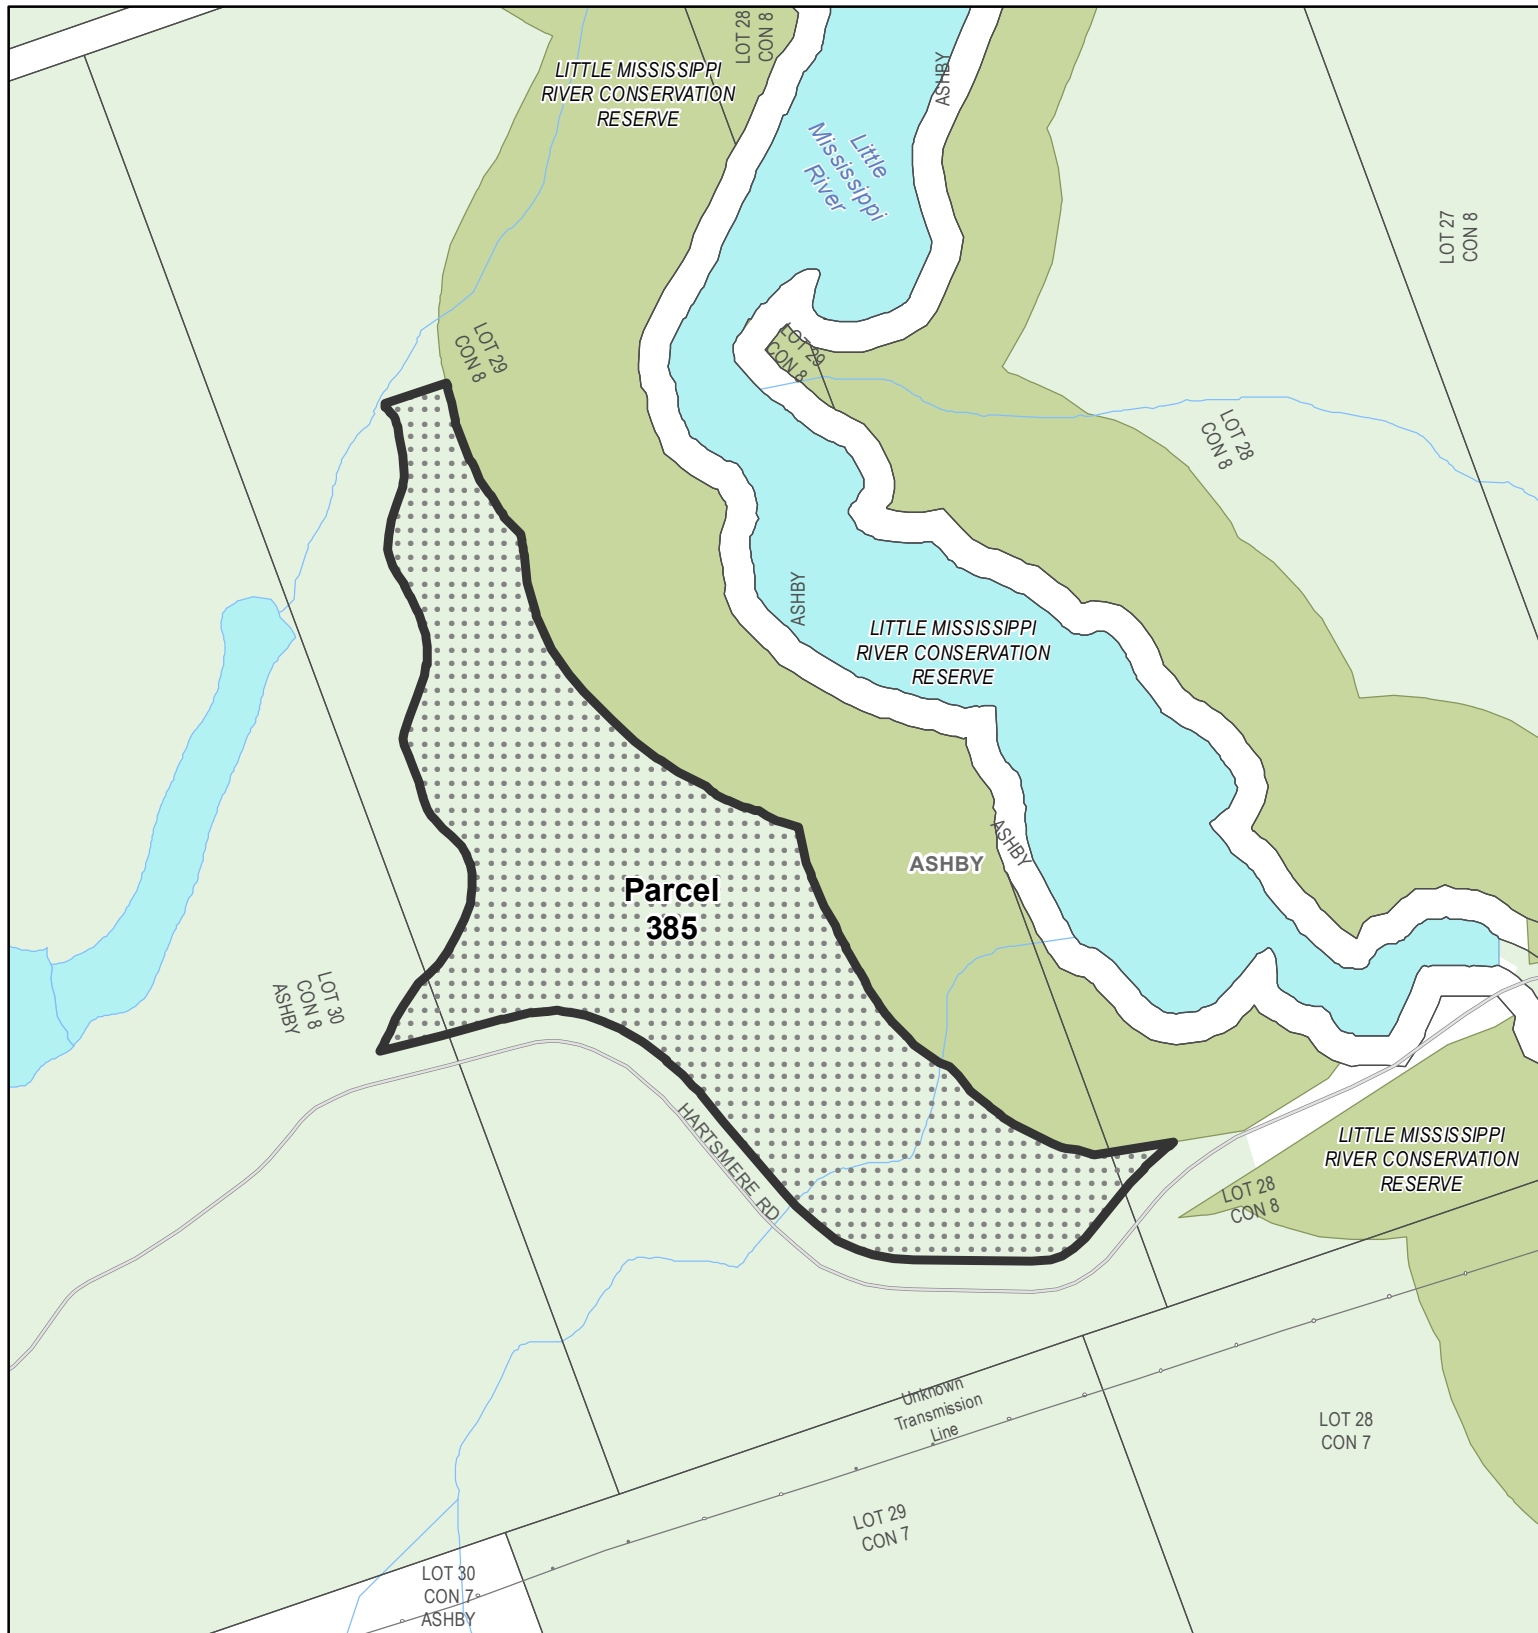 LOT 28
CON 8
LITTLE MISSISSIPPI
RIVER CONSERVATION
RESERVE
ASHBY
Little
Mississippi
River
LOT 27
CON 8
LOT 29
CON 8
LOT 29
CON 8
LOT 28
CON 8
ASHBY
LITTLE MISSISSIPPI
RIVER CONSERVATION
RESERVE
ASHBY
ASHBY
Parcel
385
LOT 30
CON 8
ASHBY
HARTSMERE RD
LITTLE MISSISSIPPI
RIVER CONSERVATION
RESERVE
LOT 28
CON 8
Unknown
Transmission
Line
LOT 28
CON 7
LOT 29
CON 7
LOT 30
CON 7
ASHBY